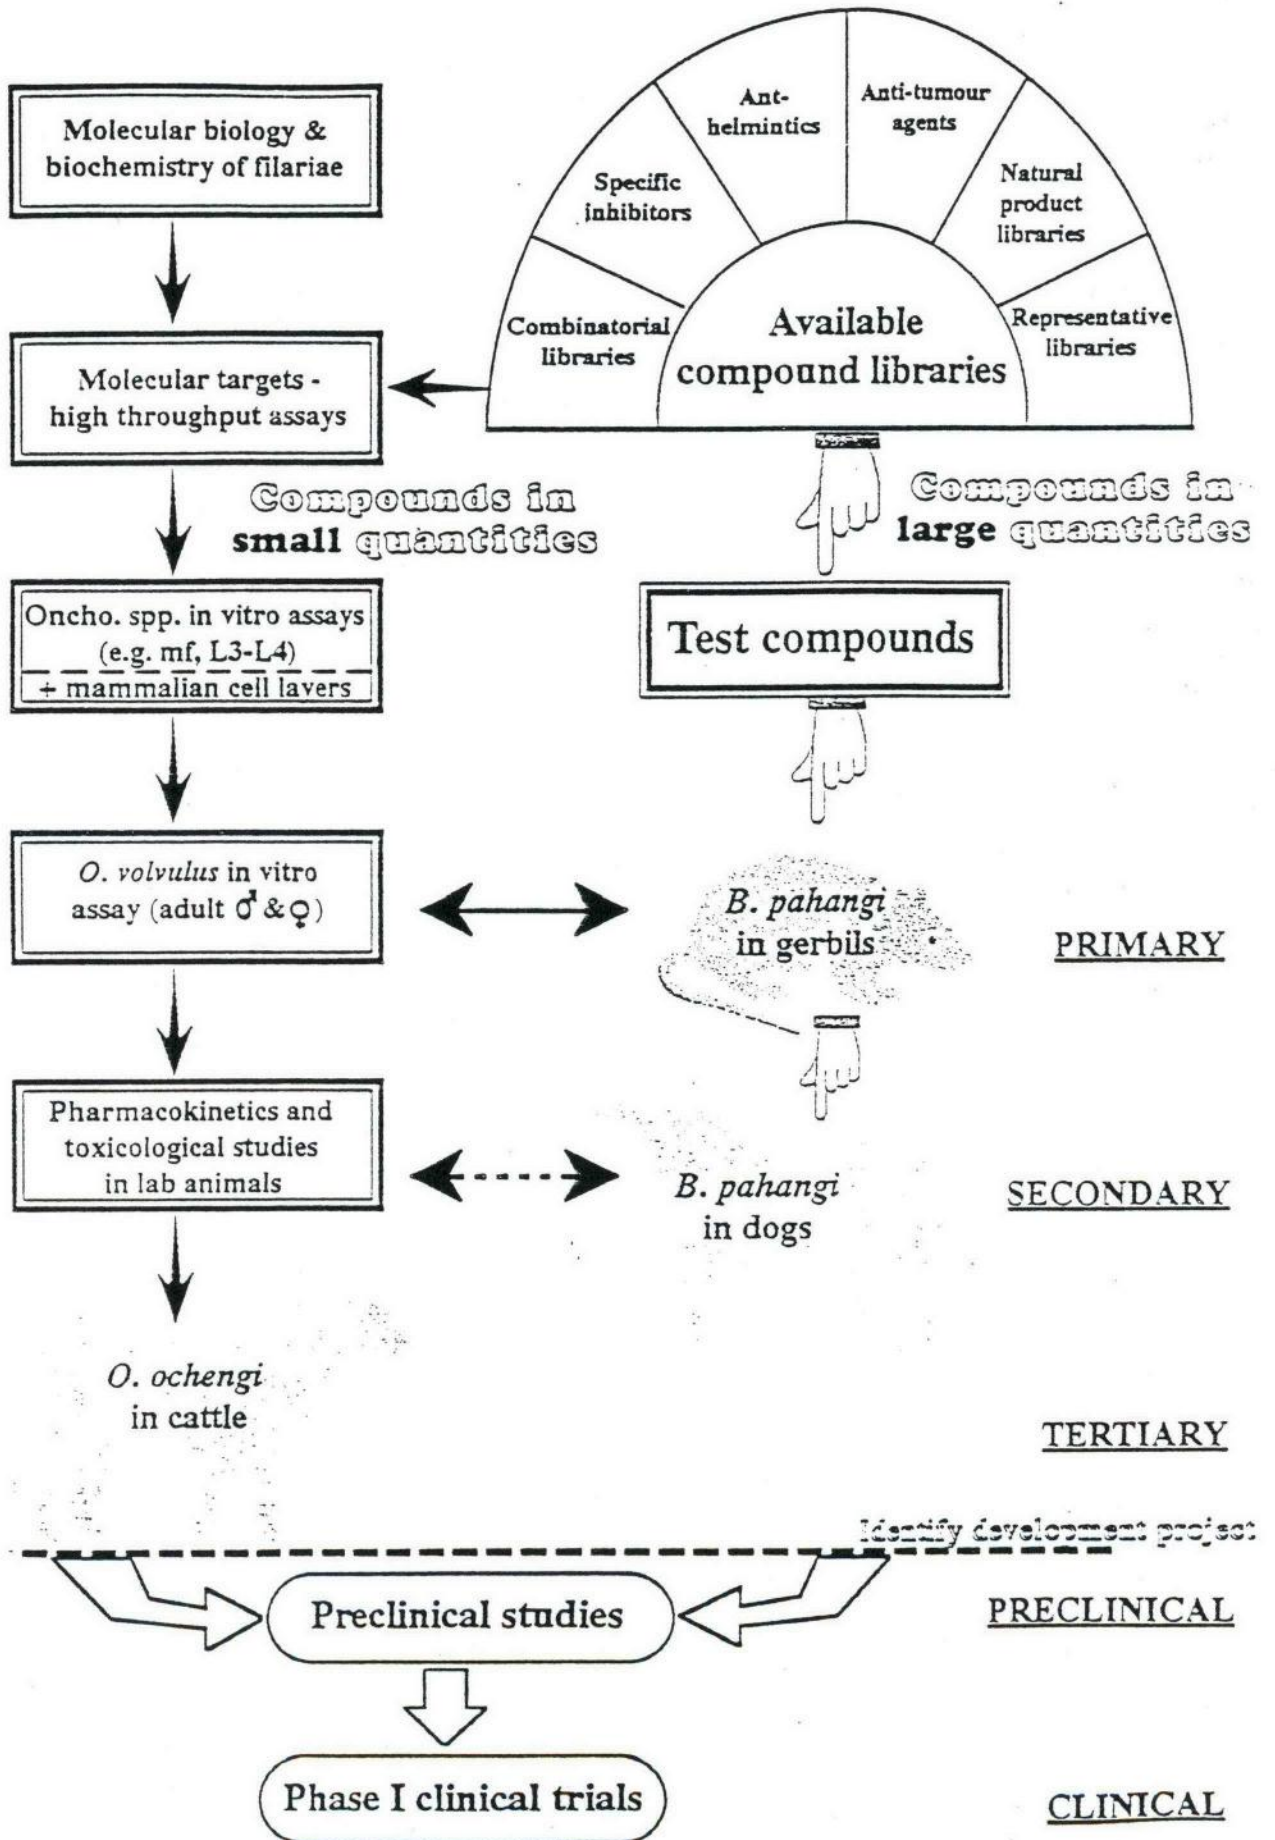 Molecular biology &
biochemistry of filariae
Ant-
helmintics
Anti-tumour
agents
Specific
inhibitors
Natural
product
libraries
Combinatorial
libraries
Available
compound libraries
Representative
libraries
Molecular targets -
high throughput assays
Compounds in
small quantities
Compounds in
large quantities
Oncho. spp. in vitro assays
(e.g. mf, L3-L4)
+ mammalian cell layers
Test compounds
O. volvulus in vitro
assay (adult ♂ & ♀)
B. pahangi
in gerbils
PRIMARY
Pharmacokinetics and
toxicological studies
in lab animals
B. pahangi
in dogs
SECONDARY
O. ochengi
in cattle
TERTIARY
Identify development project
Preclinical studies
PRECLINICAL
Phase I clinical trials
CLINICAL